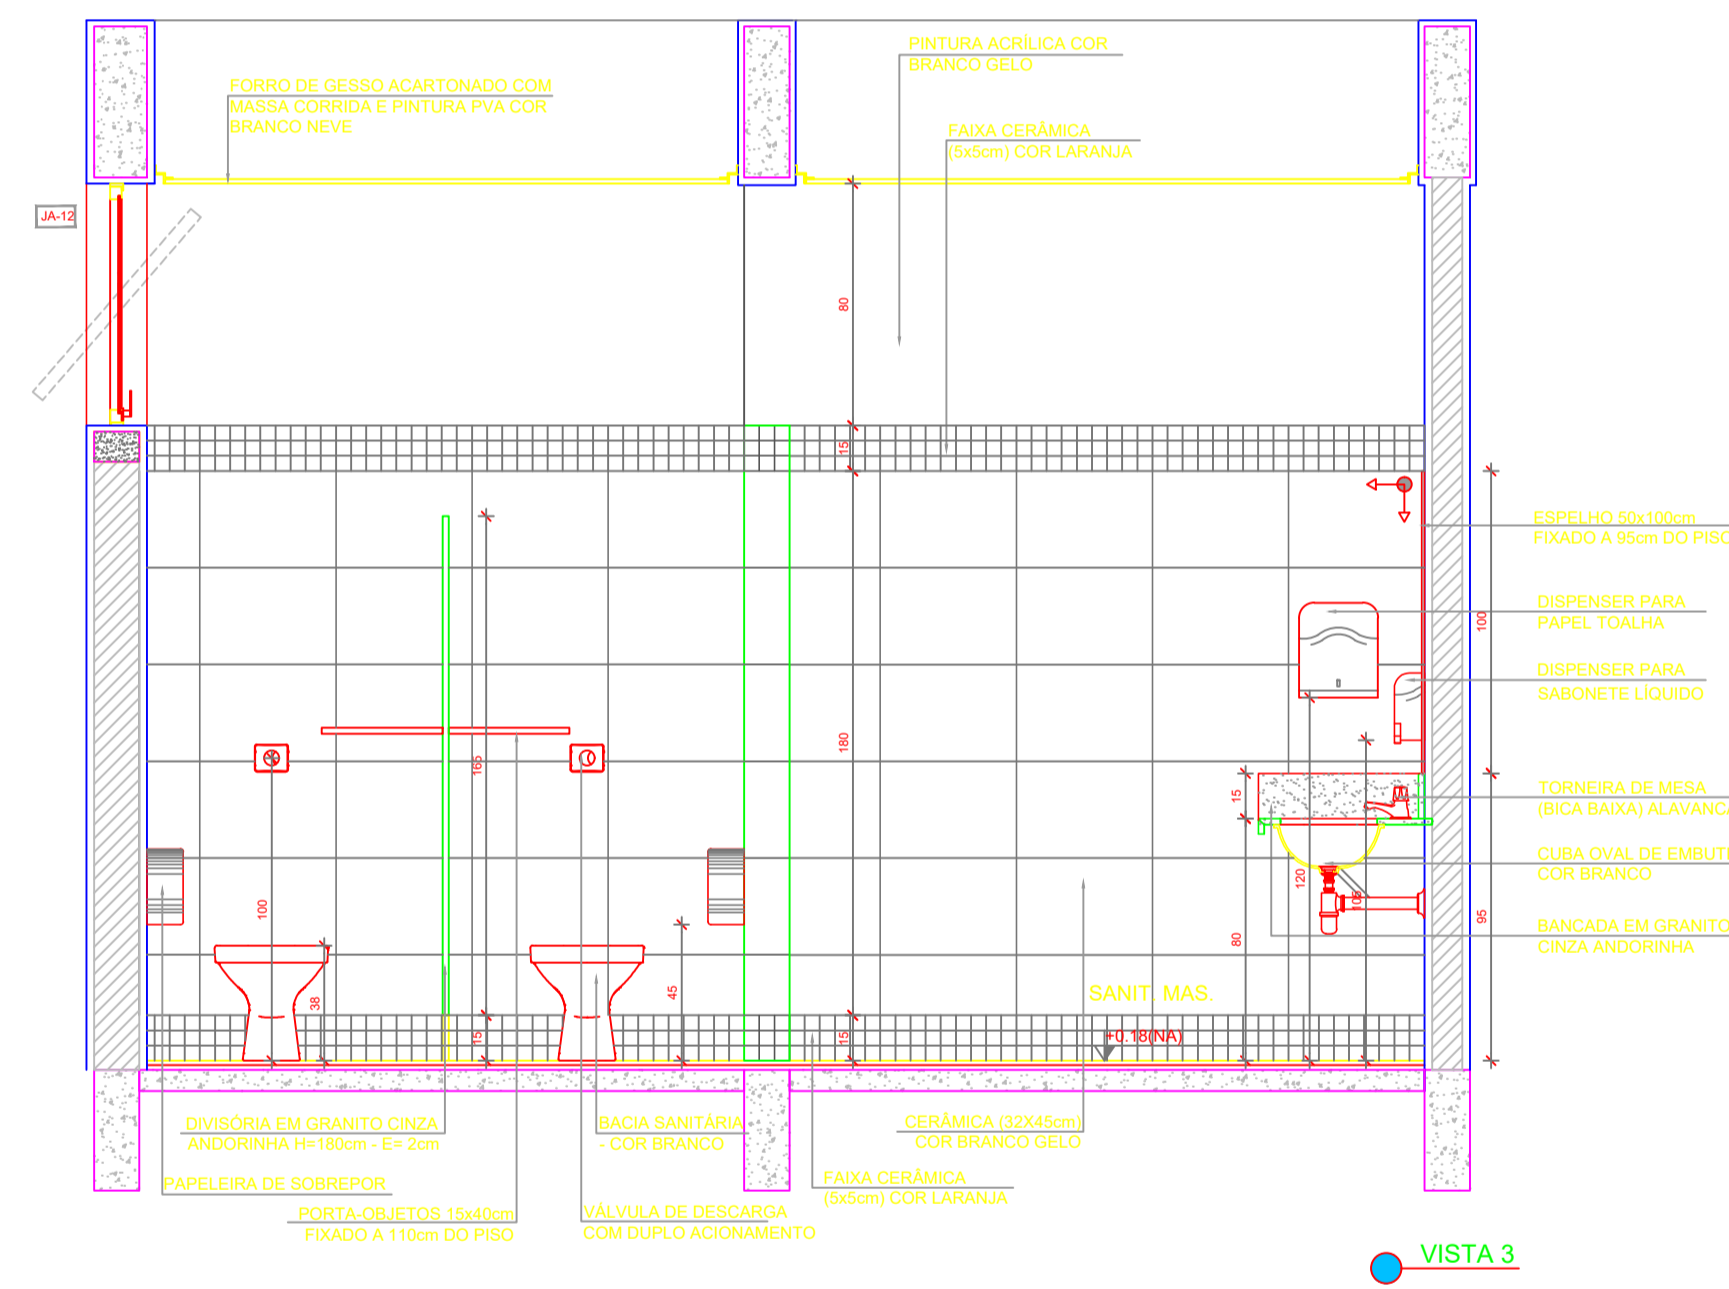 PINTURA ACRÍLICA COR
BRANCO GELO
FORRO DE GESSO ACARTONADO COM
MASSA CORRIDA E PINTURA PVA COR
BRANCO NEVE
FAIXA CERÂMICA
(5x5cm) COR LARANJA
JA-12
80
15
ESPELHO 50x100cm
FIXADO A 95cm DO PISO
DISPENSER PARA
PAPEL TOALHA
100
DISPENSER PARA
SABONETE LÍQUIDO
165
180
15
TORNEIRA DE MESA
(BICA BAIXA) ALAVANCA
CUBA OVAL DE EMBUTI
COR BRANCO
120
105
100
95
BANCADA EM GRANITO
CINZA ANDORINHA
80
38
45
SANIT. MAS.
+0.18(NA)
15
15
DIVISÓRIA EM GRANITO CINZA
ANDORINHA H=180cm - E= 2cm
BACIA SANITÁRIA
- COR BRANCO
CERÂMICA (32X45cm)
COR BRANCO GELO
PAPELEIRA DE SOBREPOR
FAIXA CERÂMICA
(5x5cm) COR LARANJA
PORTA-OBJETOS 15x40cm
FIXADO A 110cm DO PISO
VÁLVULA DE DESCARGA
COM DUPLO ACIONAMENTO
VISTA 3